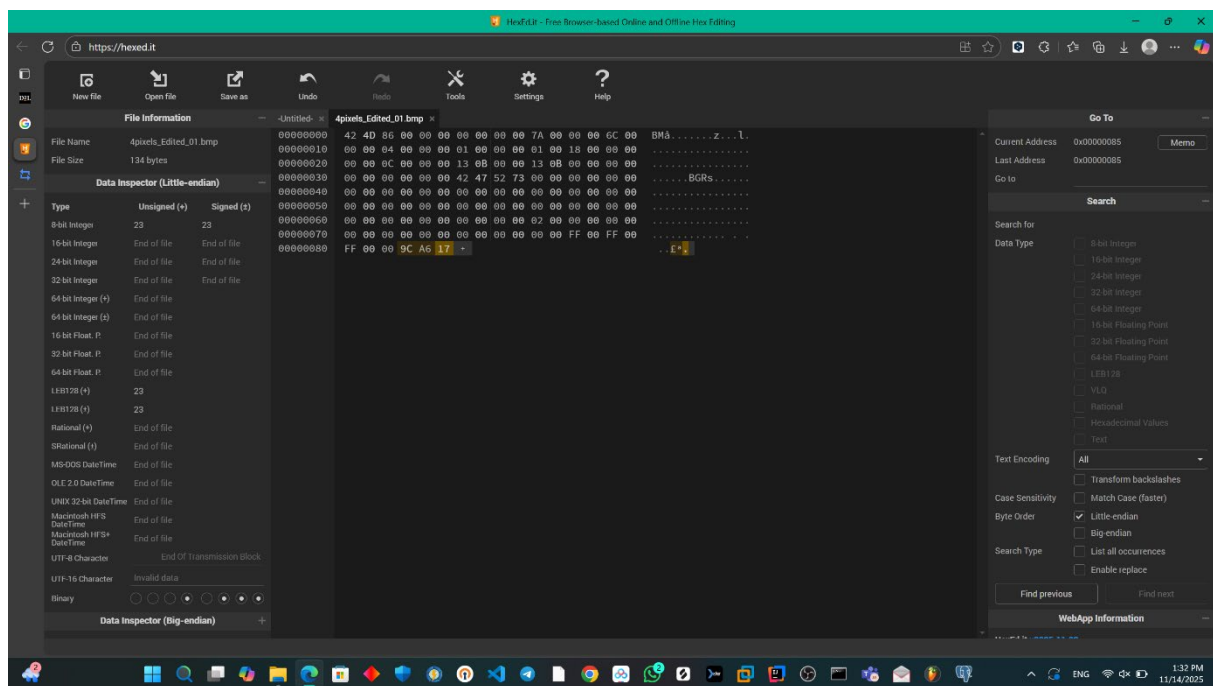 HexEd.it - Free Browser-based Online and Offline Hex Editing
https://hexed.it
New file
Open file
Save as
Undo
Redo
Tools
Settings
Help
File Information
File Name 4pixels_Edited_01.bmp
File Size 134 bytes
Data Inspector (Little-endian)
Type Unsigned (+) Signed (±)
8-bit Integer 23 23
16-bit Integer End of file End of file
24-bit Integer End of file End of file
32-bit Integer End of file End of file
64-bit Integer (+) End of file
64-bit Integer (±) End of file
16-bit Float. P. End of file
32-bit Float. P. End of file
64-bit Float. P. End of file
LEB128 (+) 23
LEB128 (±) 23
Rational (+) End of file
SRational (±) End of file
MS-DOS DateTime End of file
OLE 2.0 DateTime End of file
UNIX 32-bit DateTime End of file
Macintosh HFS DateTime End of file
Macintosh HFS+ DateTime End of file
UTF-8 Character End Of Transmission Block
UTF-16 Character Invalid data
Binary
Data Inspector (Big-endian)
-Untitled- ×
4pixels_Edited_01.bmp ×
00000000 42 4D 86 00 00 00 00 00 00 00 7A 00 00 00 6C 00 BMå.......z...l.
00000010 00 00 04 00 00 00 01 00 00 00 01 00 18 00 00 00 ................
00000020 00 00 0C 00 00 00 13 0B 00 00 13 0B 00 00 00 00 ................
00000030 00 00 00 00 00 00 42 47 52 73 00 00 00 00 00 00 ......BGRs......
00000040 00 00 00 00 00 00 00 00 00 00 00 00 00 00 00 00 ................
00000050 00 00 00 00 00 00 00 00 00 00 00 00 00 00 00 00 ................
00000060 00 00 00 00 00 00 00 00 00 00 02 00 00 00 00 00 ................
00000070 00 00 00 00 00 00 00 00 00 00 00 00 FF 00 FF 00 ............ . .
00000080 FF 00 00 9C A6 17 ..£ª.
Go To
Current Address 0x00000085 Memo
Last Address 0x00000085
Go to
Search
Search for
Data Type 8-bit Integer
16-bit Integer
24-bit Integer
32-bit Integer
64-bit Integer
16-bit Floating Point
32-bit Floating Point
64-bit Floating Point
LEB128
VLQ
Rational
Hexadecimal Values
Text
Text Encoding All
Transform backslashes
Case Sensitivity Match Case (faster)
Byte Order Little-endian
Big-endian
Search Type List all occurrences
Enable replace
Find previous Find next
WebApp Information
ENG
1:32 PM
11/14/2025